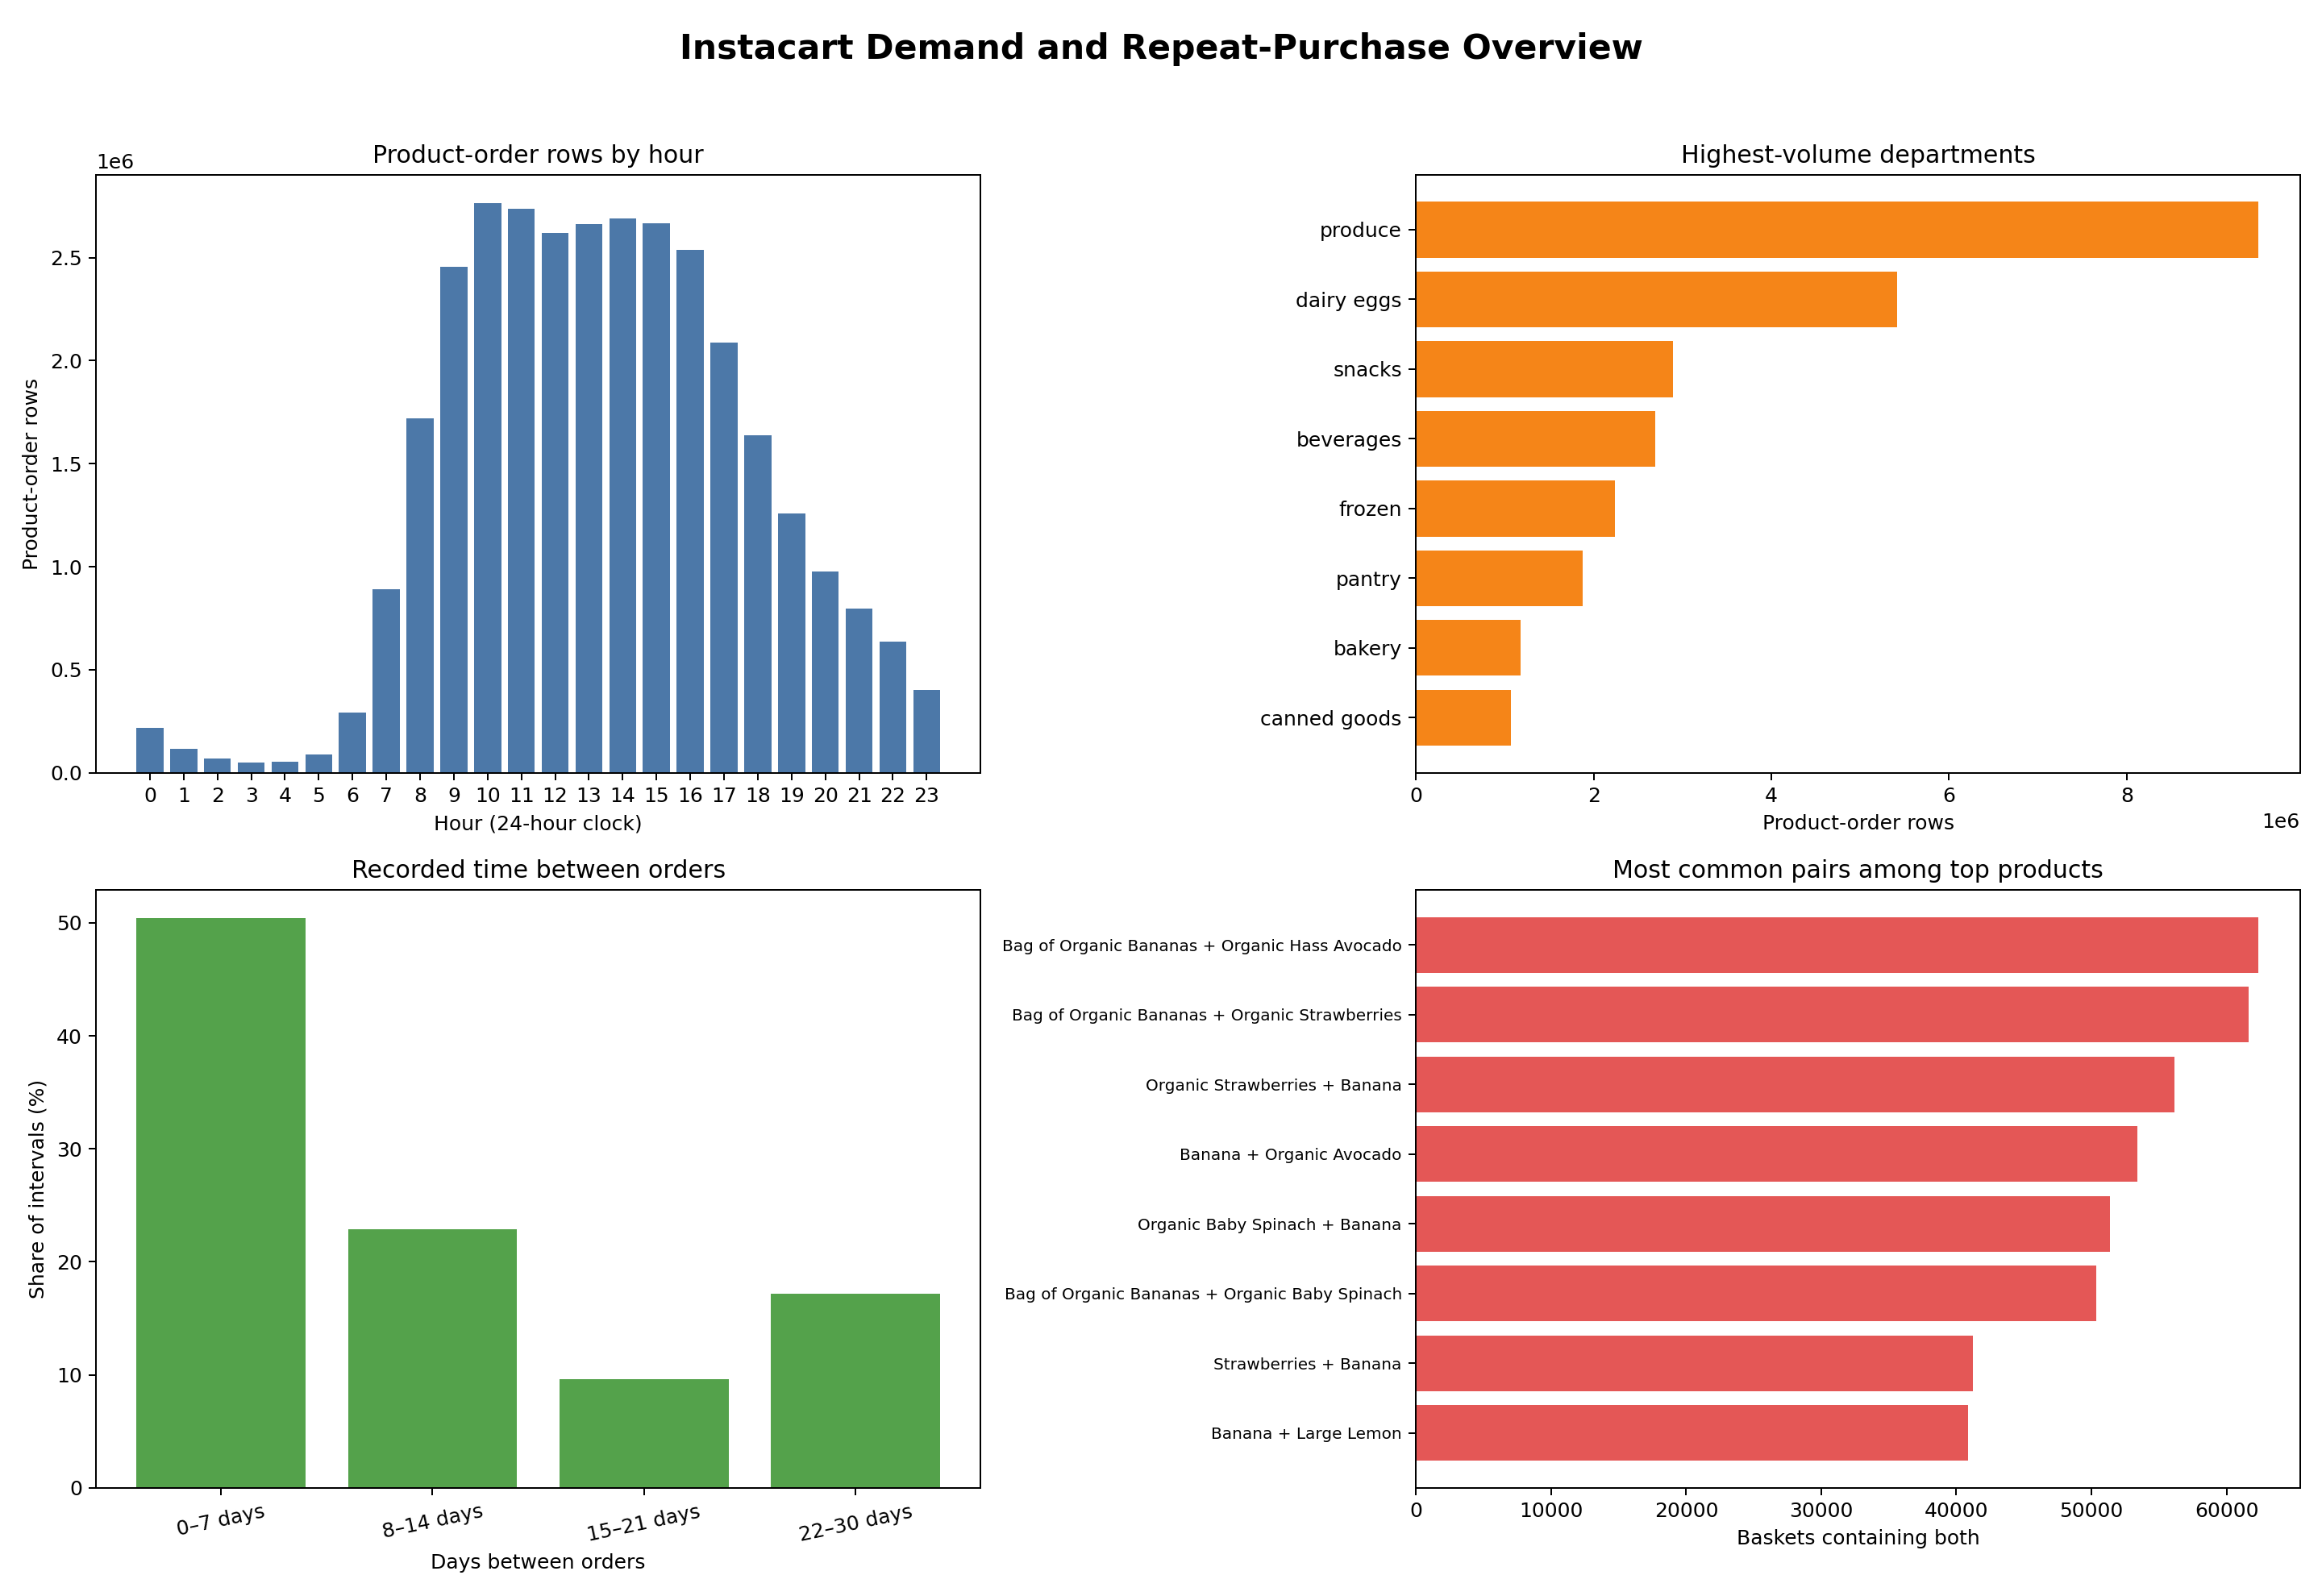 Instacart Demand and Repeat-Purchase Overview
Product-order rows by hour
1e6
Product-order rows
2.5
2.0
1.5
1.0
0.5
0.0
0 1 2 3 4 5 6 7 8 9 10 11 12 13 14 15 16 17 18 19 20 21 22 23
Hour (24-hour clock)
Highest-volume departments
produce
dairy eggs
snacks
beverages
frozen
pantry
bakery
canned goods
0 2 4 6 8
1e6
Product-order rows
Recorded time between orders
Share of intervals (%)
50
40
30
20
10
0
0–7 days 8–14 days 15–21 days 22–30 days
Days between orders
Most common pairs among top products
Bag of Organic Bananas + Organic Hass Avocado
Bag of Organic Bananas + Organic Strawberries
Organic Strawberries + Banana
Banana + Organic Avocado
Organic Baby Spinach + Banana
Bag of Organic Bananas + Organic Baby Spinach
Strawberries + Banana
Banana + Large Lemon
0 10000 20000 30000 40000 50000 60000
Baskets containing both